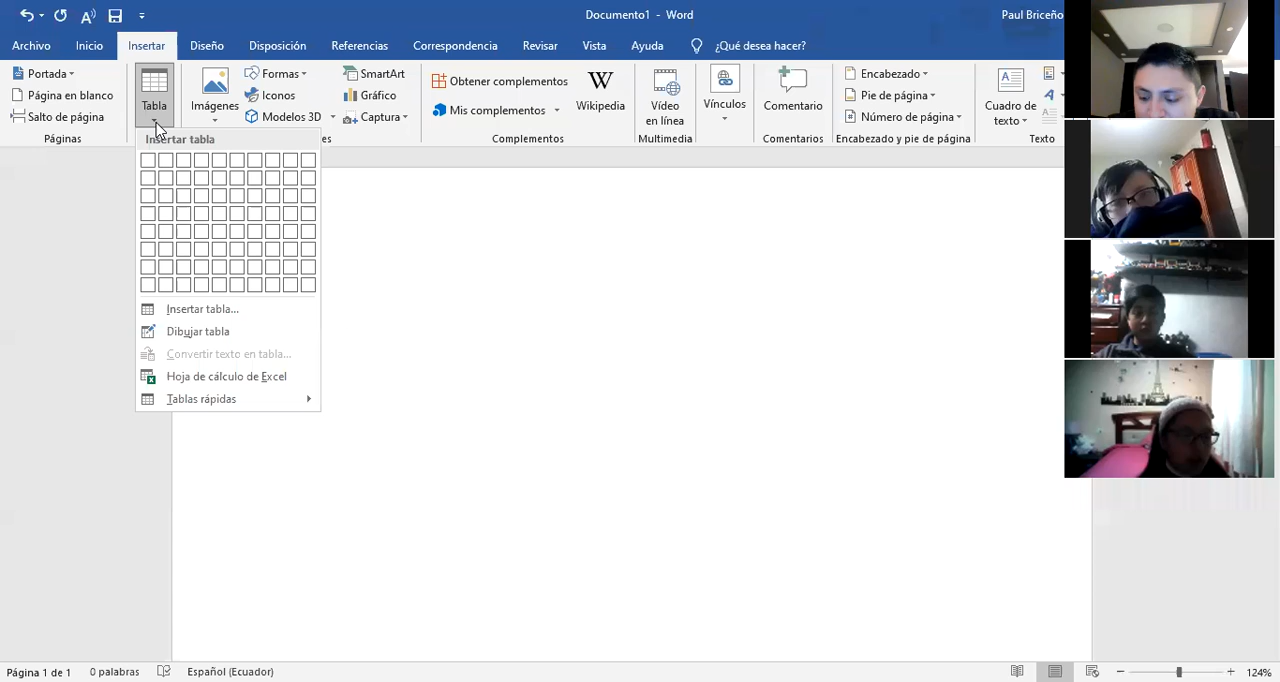 Documento1 - Word
Paul Briceño
Archivo
Inicio
Insertar
Diseño
Disposición
Referencias
Correspondencia
Revisar
Vista
Ayuda
¿Qué desea hacer?
Portada
Página en blanco
Salto de página
Páginas
Tabla
Imágenes
Formas
Iconos
Modelos 3D
SmartArt
Gráfico
Captura
Obtener complementos
Mis complementos
Complementos
W
Wikipedia
Vídeo
en línea
Multimedia
Vínculos
Comentario
Comentarios
Encabezado
Pie de página
Número de página
Encabezado y pie de página
Cuadro de
texto
Texto
Insertar tabla
Insertar tabla...
Dibujar tabla
Convertir texto en tabla...
Hoja de cálculo de Excel
Tablas rápidas
Página 1 de 1
0 palabras
Español (Ecuador)
124%